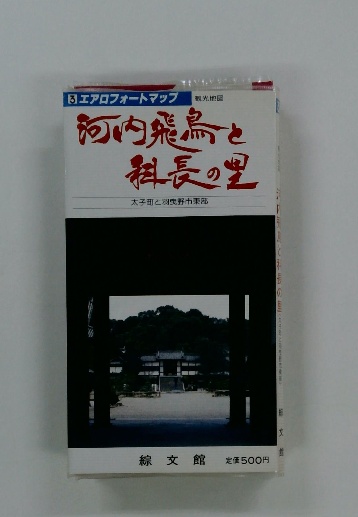 3 エアロフォートマップ 観光地図
河内飛鳥と
科長の里
太子町と羽曳野市東部
綜文館 定価500円